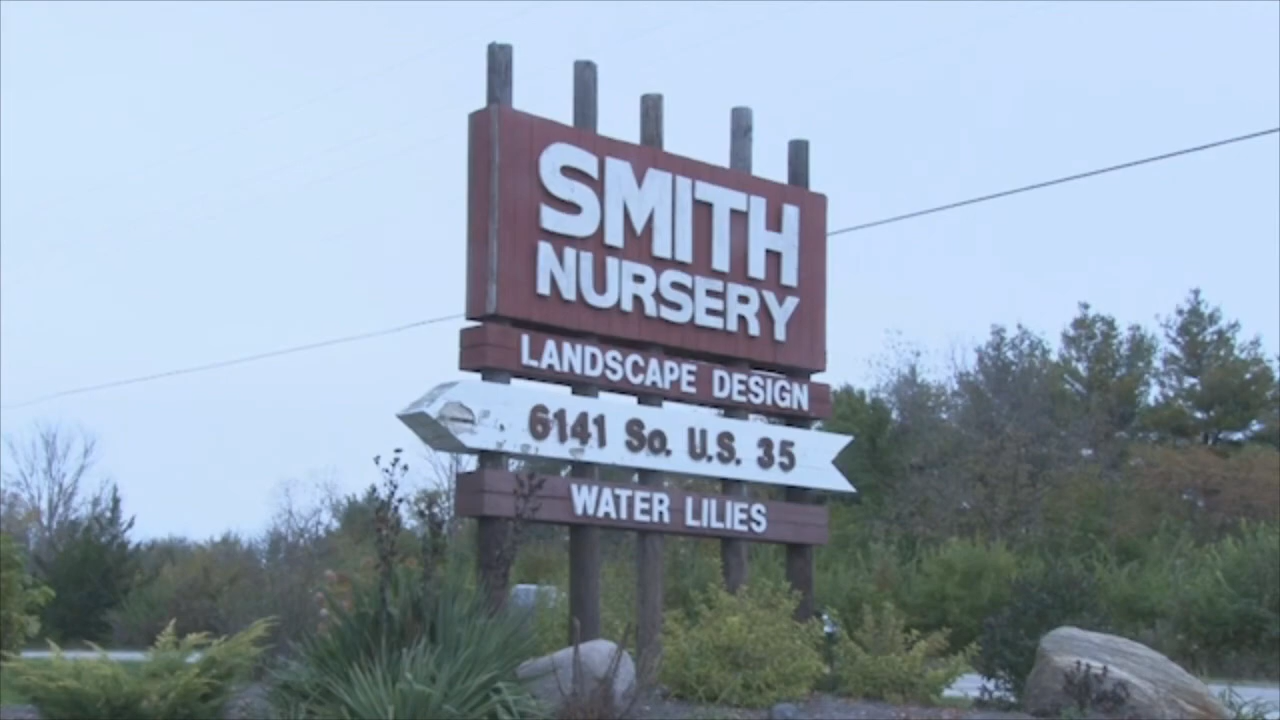 SMITH
NURSERY
LANDSCAPE DESIGN
6141 So. U.S. 35
WATER LILIES